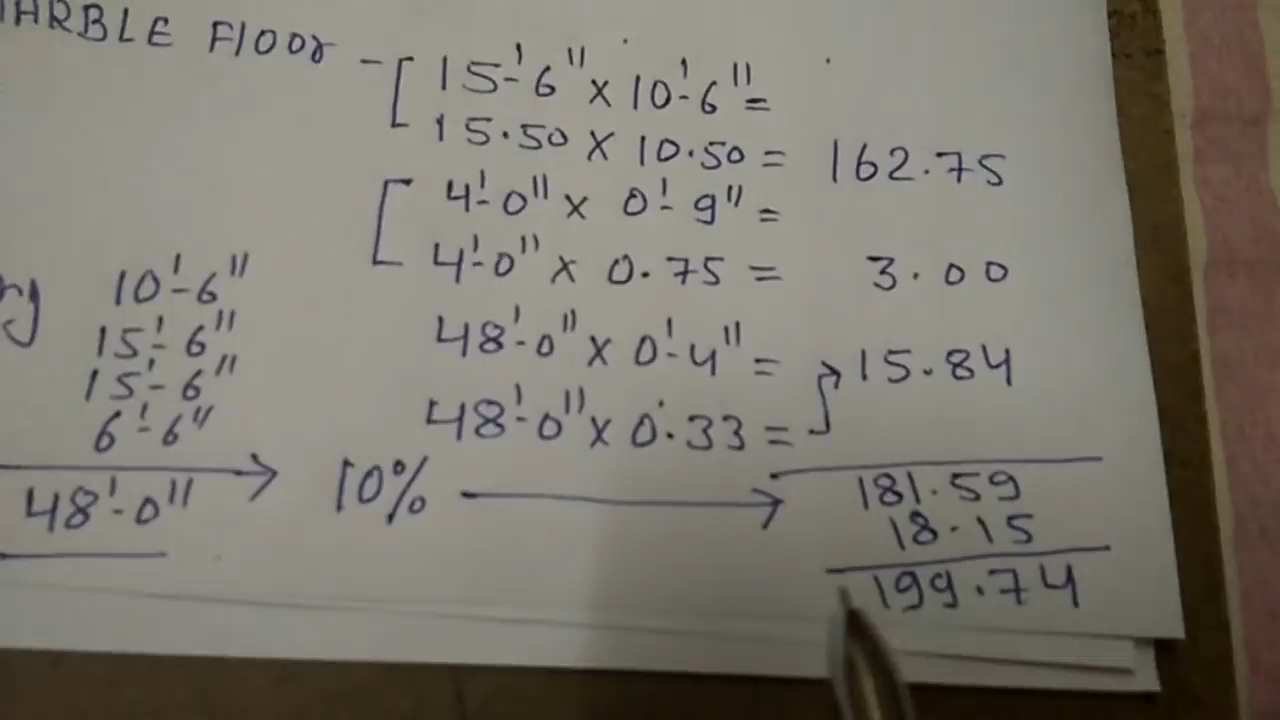 MARBLE Floor - [ 15'-6" x 10'-6" =
15.50 x 10.50 = 162.75
[ 4'-0" x 0'-9" =
4'-0" x 0.75 = 3.00
10'-6"
48'-0" x 0'-4" = 15.84
15'-6"
15'-6"
48'-0" x 0.33 =
6'-6"
48'-0" → 10% → 181.59
18.15
199.74